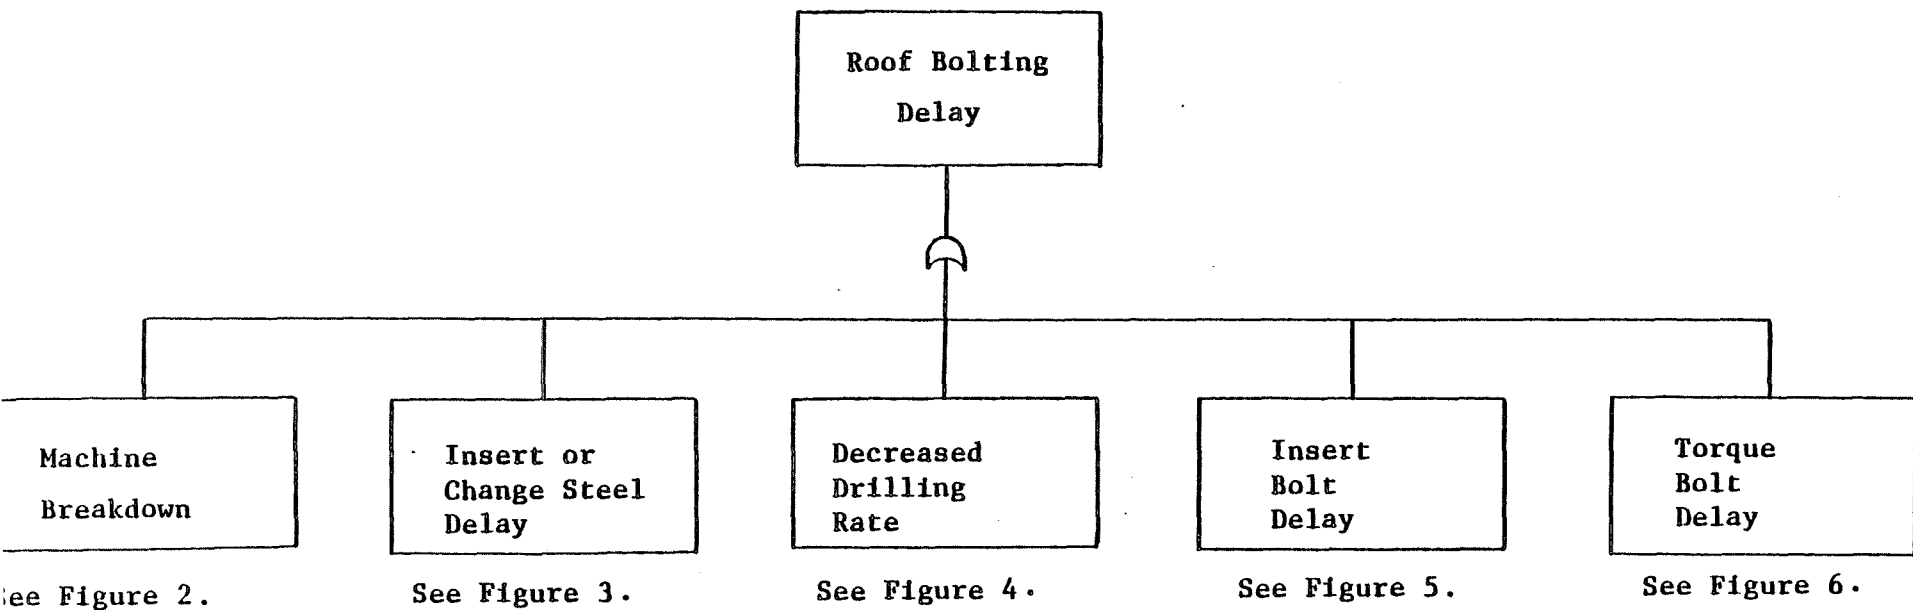 Roof Bolting
Delay
Machine
Breakdown
Insert or
Change Steel
Delay
Decreased
Drilling
Rate
Insert
Bolt
Delay
Torque
Bolt
Delay
ee Figure 2.
See Figure 3.
See Figure 4.
See Figure 5.
See Figure 6.